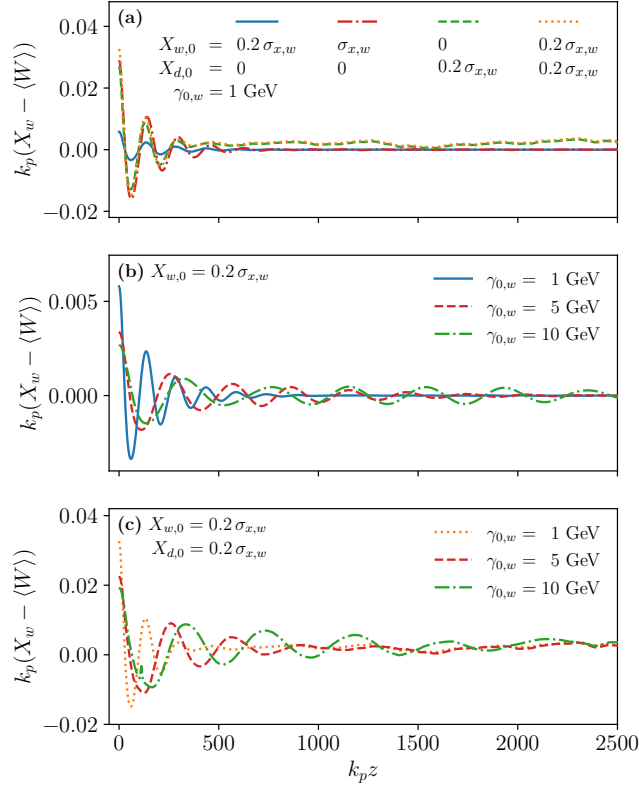 (a)
X_{w,0} = 0.2 σ_{x,w} σ_{x,w} 0 0.2 σ_{x,w}
X_{d,0} = 0 0 0.2 σ_{x,w} 0.2 σ_{x,w}
γ_{0,w} = 1 GeV
0.04
0.02
0.00
−0.02
k_p(X_w − ⟨W⟩)
(b) X_{w,0} = 0.2 σ_{x,w}
γ_{0,w} = 1 GeV
γ_{0,w} = 5 GeV
γ_{0,w} = 10 GeV
0.005
0.000
k_p(X_w − ⟨W⟩)
(c) X_{w,0} = 0.2 σ_{x,w}
X_{d,0} = 0.2 σ_{x,w}
γ_{0,w} = 1 GeV
γ_{0,w} = 5 GeV
γ_{0,w} = 10 GeV
0.04
0.02
0.00
−0.02
k_p(X_w − ⟨W⟩)
0 500 1000 1500 2000 2500
k_p z